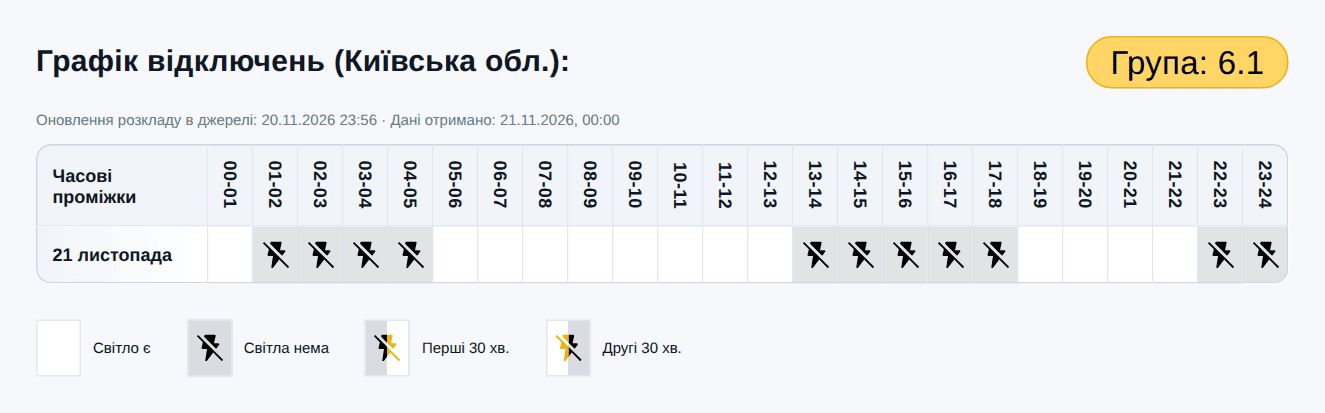 Графік відключень (Київська обл.):
Група: 6.1
Оновлення розкладу в джерелі: 20.11.2026 23:56 · Дані отримано: 21.11.2026, 00:00
Часові
проміжки
00-01
01-02
02-03
03-04
04-05
05-06
06-07
07-08
08-09
09-10
10-11
11-12
12-13
13-14
14-15
15-16
16-17
17-18
18-19
19-20
20-21
21-22
22-23
23-24
21 листопада
Світло є
Світла нема
Перші 30 хв.
Другі 30 хв.